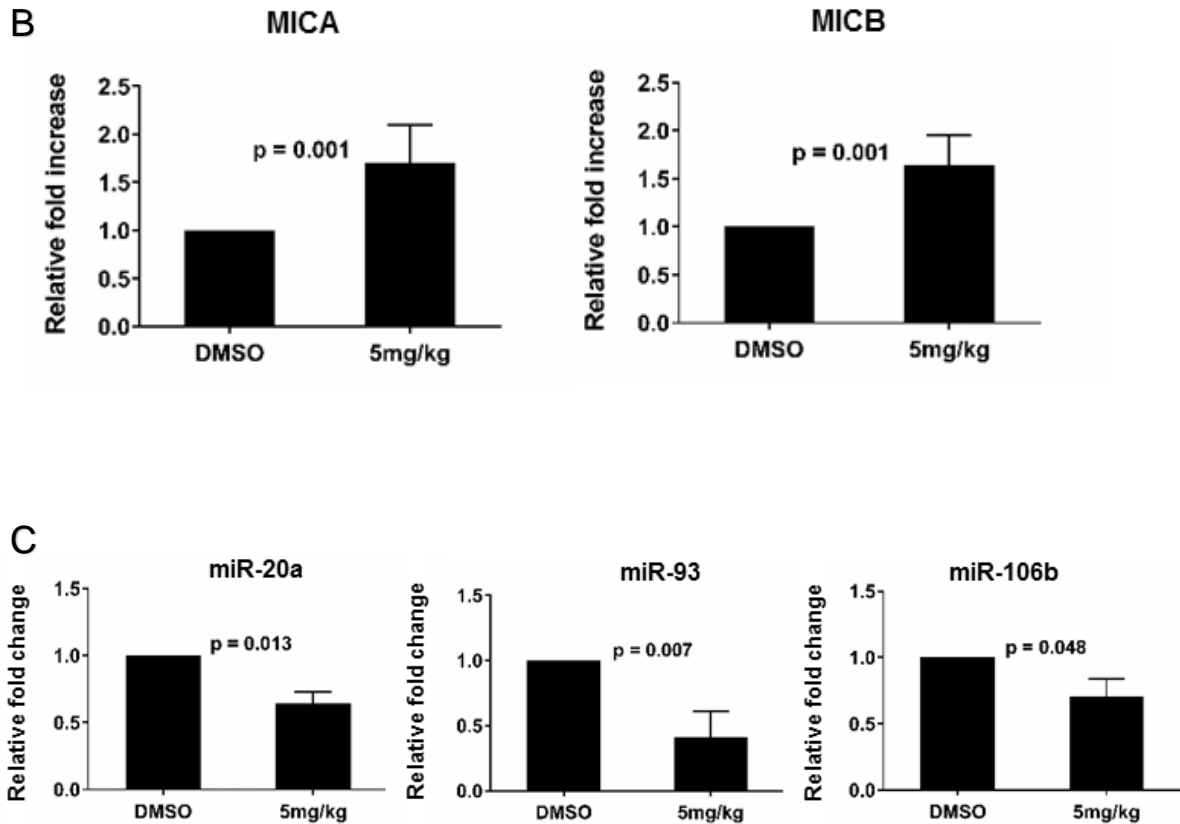 B
MICA
MICB
Relative fold increase
2.5
2.0
1.5
1.0
0.5
0.0
p = 0.001
DMSO
5mg/kg
Relative fold increase
2.5
2.0
1.5
1.0
0.5
0.0
p = 0.001
DMSO
5mg/kg
C
miR-20a
Relative fold change
1.5
1.0
0.5
0.0
p = 0.013
DMSO
5mg/kg
miR-93
Relative fold change
1.5
1.0
0.5
0.0
p = 0.007
DMSO
5mg/kg
miR-106b
Relative fold change
1.5
1.0
0.5
0.0
p = 0.048
DMSO
5mg/kg